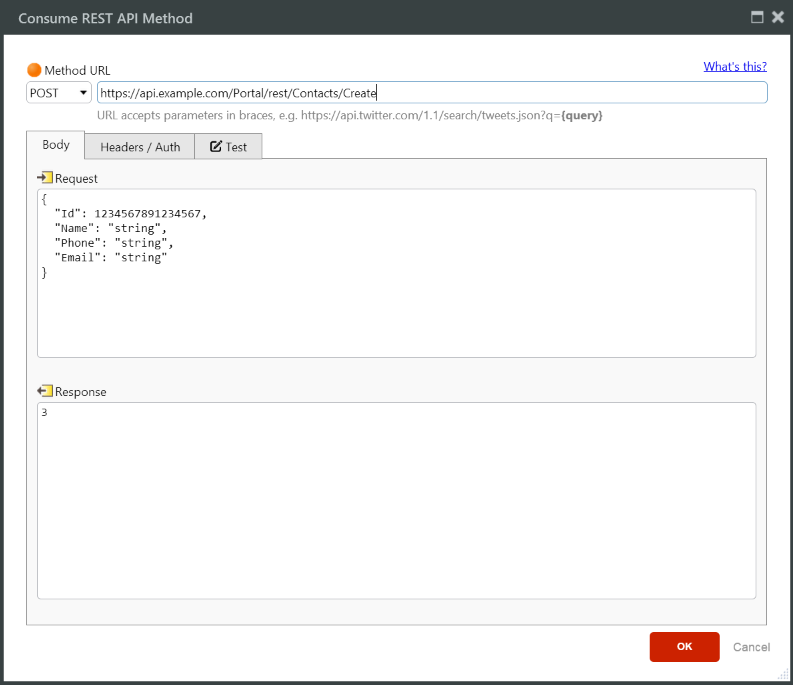 Consume REST API Method
What's this?
Method URL
POST
https://api.example.com/Portal/rest/Contacts/Create
URL accepts parameters in braces, e.g. https://api.twitter.com/1.1/search/tweets.json?q={query}
Body
Headers / Auth
Test
Request
{
  "Id": 1234567891234567,
  "Name": "string",
  "Phone": "string",
  "Email": "string"
}
Response
3
OK
Cancel